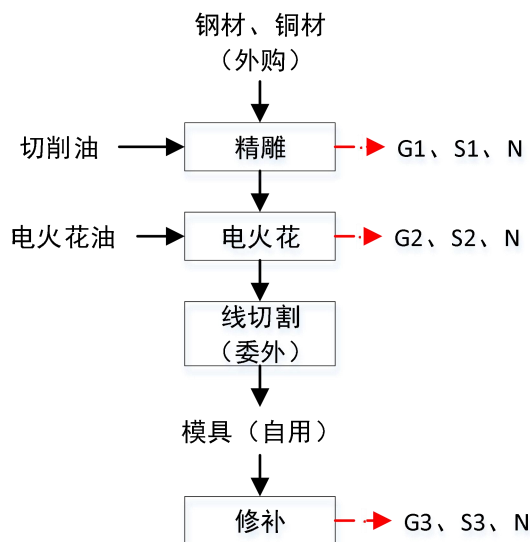 钢材、铜材
（外购）
切削油
精雕
G1、S1、N
电火花油
电火花
G2、S2、N
线切割
（委外）
模具（自用）
修补
G3、S3、N